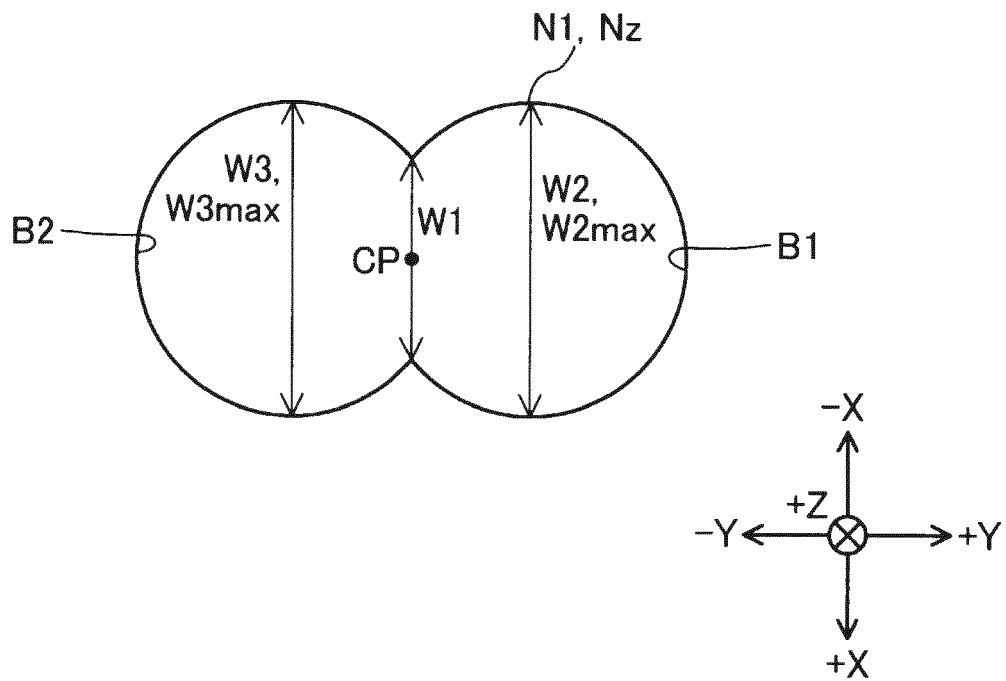 N1, Nz
W3,
W3max
W2,
W2max
W1
B2
CP
B1
-X
+Z
-Y
+Y
+X